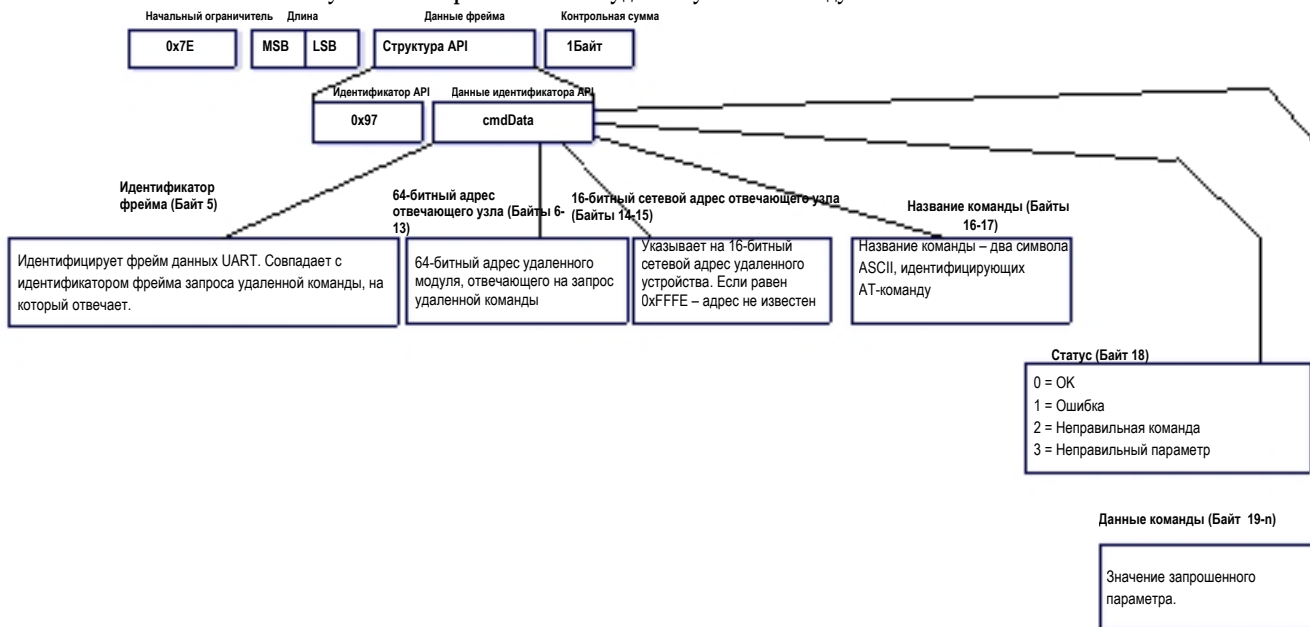 Начальный ограничитель Длина Данные фрейма Контрольная сумма
0x7E MSB LSB Структура API 1Байт
Идентификатор API Данные идентификатора API
0x97 cmdData
Идентификатор
фрейма (Байт 5)
64-битный адрес
отвечающего узла (Байты 6-
13)
16-битный сетевой адрес отвечающего узла
(Байты 14-15)
Название команды (Байты
16-17)
Идентифицирует фрейм данных UART. Совпадает с
идентификатором фрейма запроса удаленной команды, на
который отвечает.
64-битный адрес удаленного
модуля, отвечающего на запрос
удаленной команды
Указывает на 16-битный
сетевой адрес удаленного
устройства. Если равен
0xFFFE – адрес не известен
Название команды – два символа
ASCII, идентифицирующих
АТ-команду
Статус (Байт 18)
0 = OK
1 = Ошибка
2 = Неправильная команда
3 = Неправильный параметр
Данные команды (Байт 19-n)
Значение запрошенного
параметра.